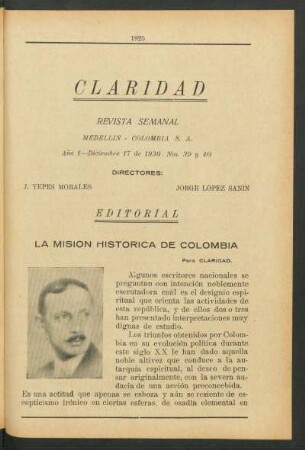 1925
CLARIDAD
REVISTA SEMANAL
MEDELLIN - COLOMBIA S. A.
Año I—Diciembre 17 de 1930 Nos. 39 y 40
DIRECTORES:
J. YEPES MORALES JORGE LOPEZ SANIN
EDITORIAL
LA MISION HISTORICA DE COLOMBIA
Para CLARIDAD.
Algunos escritores nacionales se
preguntan con intención noblemente
escrutadora cuál es el designio espi-
ritual que orienta las actividades de
esta república, y de ellos dos o tres
han presentado interpretaciones muy
dignas de estudio.
Los triunfos obtenidos por Colom-
bia en su evolución política durante
este siglo XX le han dado aquella
noble altivez que conduce a la au-
tarquía espiritual, al deseo de pen-
sar originalmente, con la severa au-
dacia de una acción preconcebida.
Es una actitud que apenas se esboza y aún se resiente de es-
cepticismo irónico en ciertas esferas, de osadía elemental en